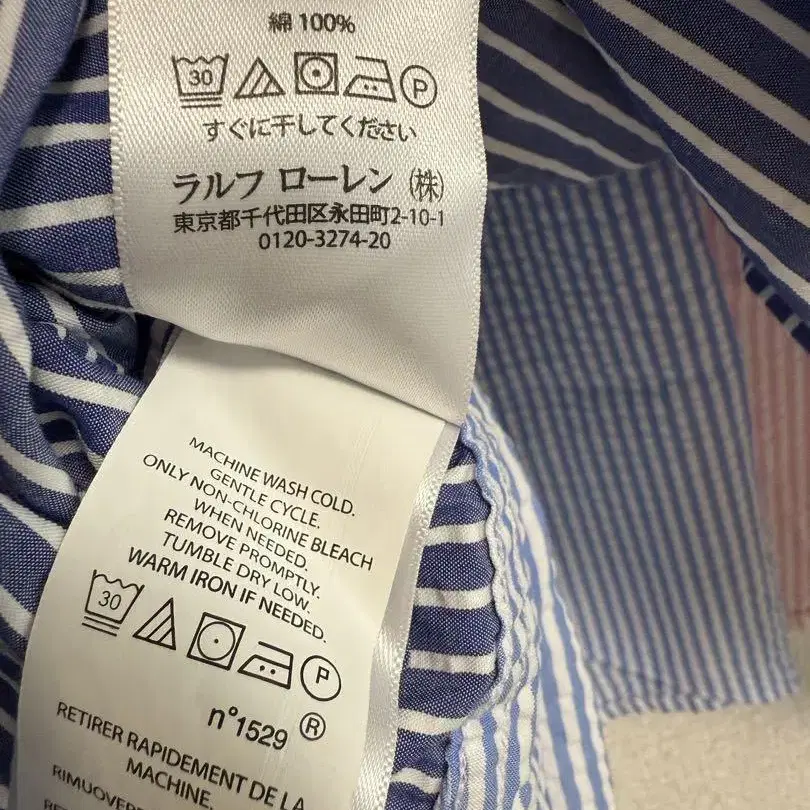 綿 100%
30 P
すぐに干してください
ラルフ ローレン (株)
東京都千代田区永田町2-10-1
0120-3274-20
MACHINE WASH COLD.
GENTLE CYCLE.
ONLY NON-CHLORINE BLEACH
WHEN NEEDED.
REMOVE PROMPTLY.
TUMBLE DRY LOW.
WARM IRON IF NEEDED.
30 P
n°1529 ®
RETIRER RAPIDEMENT DE LA
MACHINE.